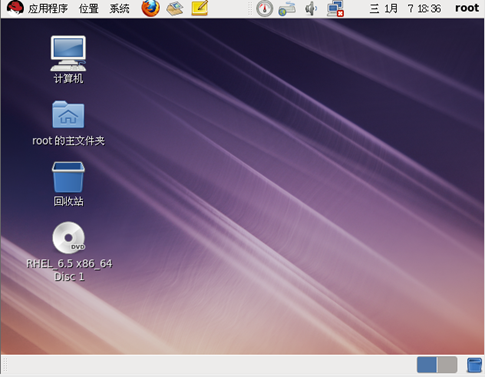 应用程序 位置 系统 三 1月 7 18:36 root
计算机
root 的主文件夹
回收站
RHEL_6.5 x86_64
Disc 1
DVD